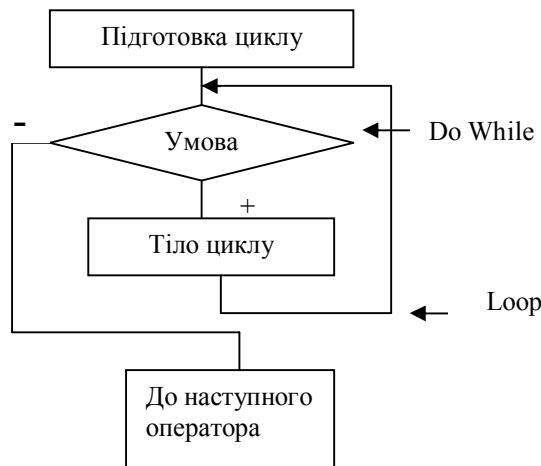 Підготовка циклу
-
Умова
Do While
+
Тіло циклу
Loop
До наступного
оператора